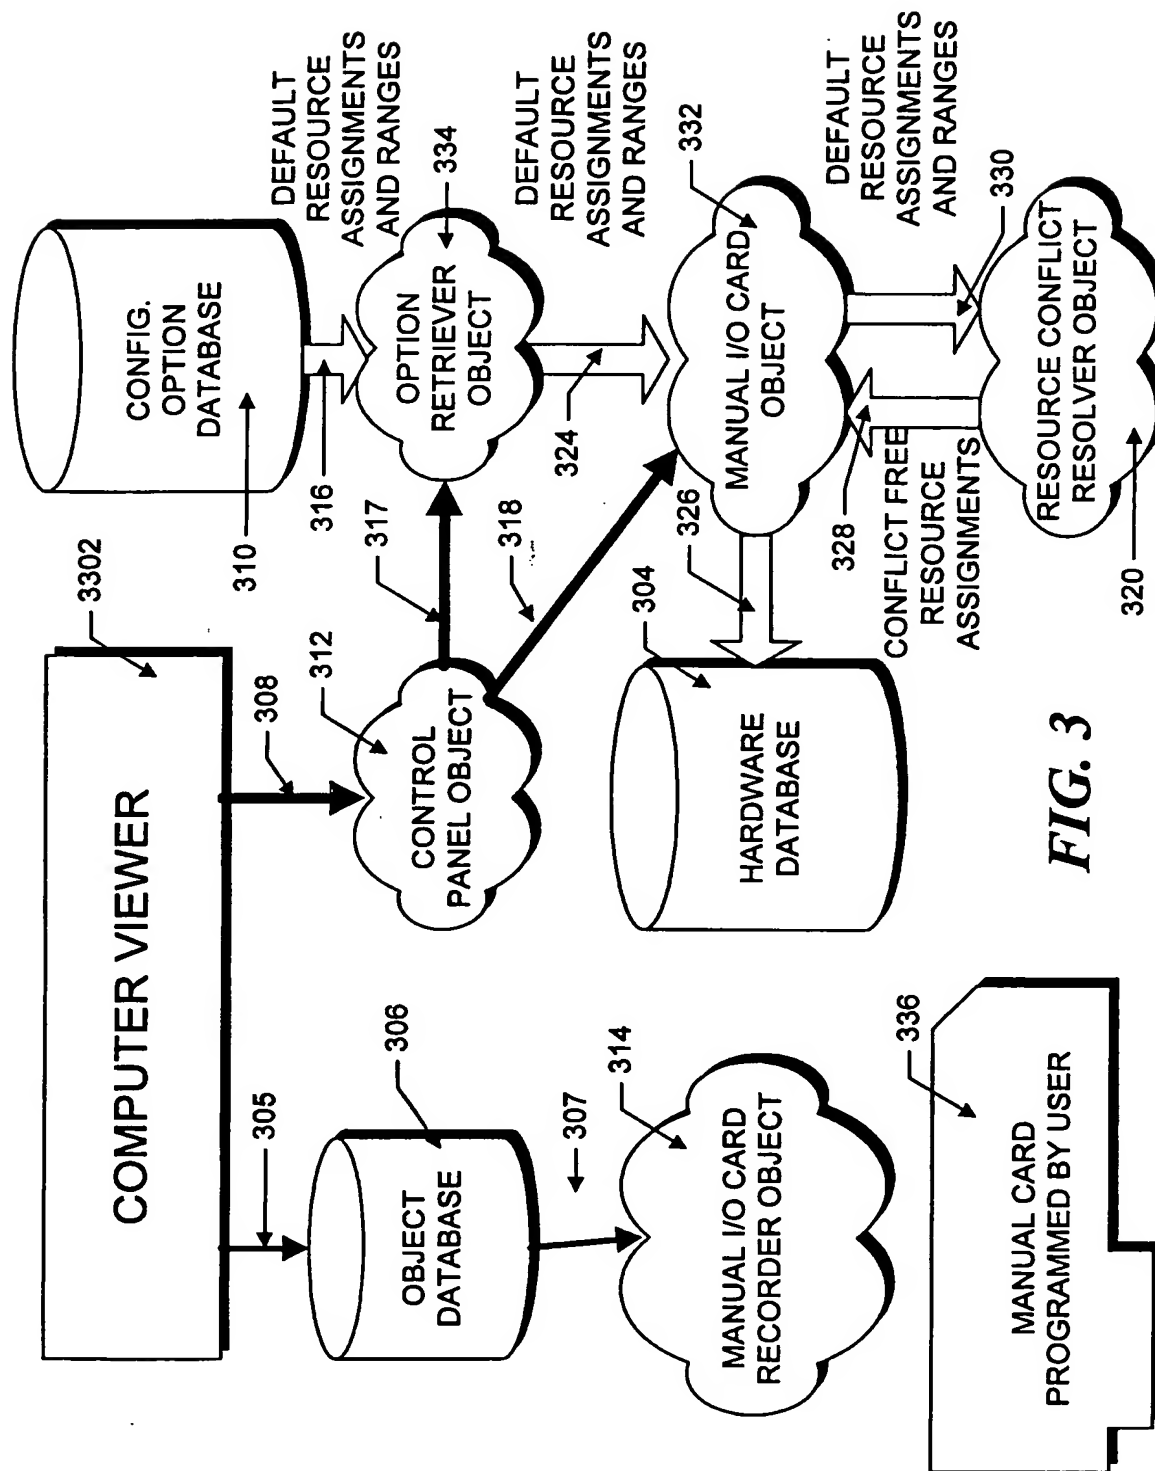 COMPUTER VIEWER
3302
305
308
OBJECT
DATABASE
306
307
MANUAL I/O CARD
RECORDER OBJECT
314
MANUAL CARD
PROGRAMMED BY USER
336
CONTROL
PANEL OBJECT
312
317
318
HARDWARE
DATABASE
304
326
CONFIG.
OPTION
DATABASE
310
316
DEFAULT
RESOURCE
ASSIGNMENTS
AND RANGES
OPTION
RETRIEVER
OBJECT
334
324
DEFAULT
RESOURCE
ASSIGNMENTS
AND RANGES
MANUAL I/O CARD
OBJECT
332
328
CONFLICT FREE
RESOURCE
ASSIGNMENTS
DEFAULT
RESOURCE
ASSIGNMENTS
AND RANGES
330
RESOURCE CONFLICT
RESOLVER OBJECT
320
FIG. 3